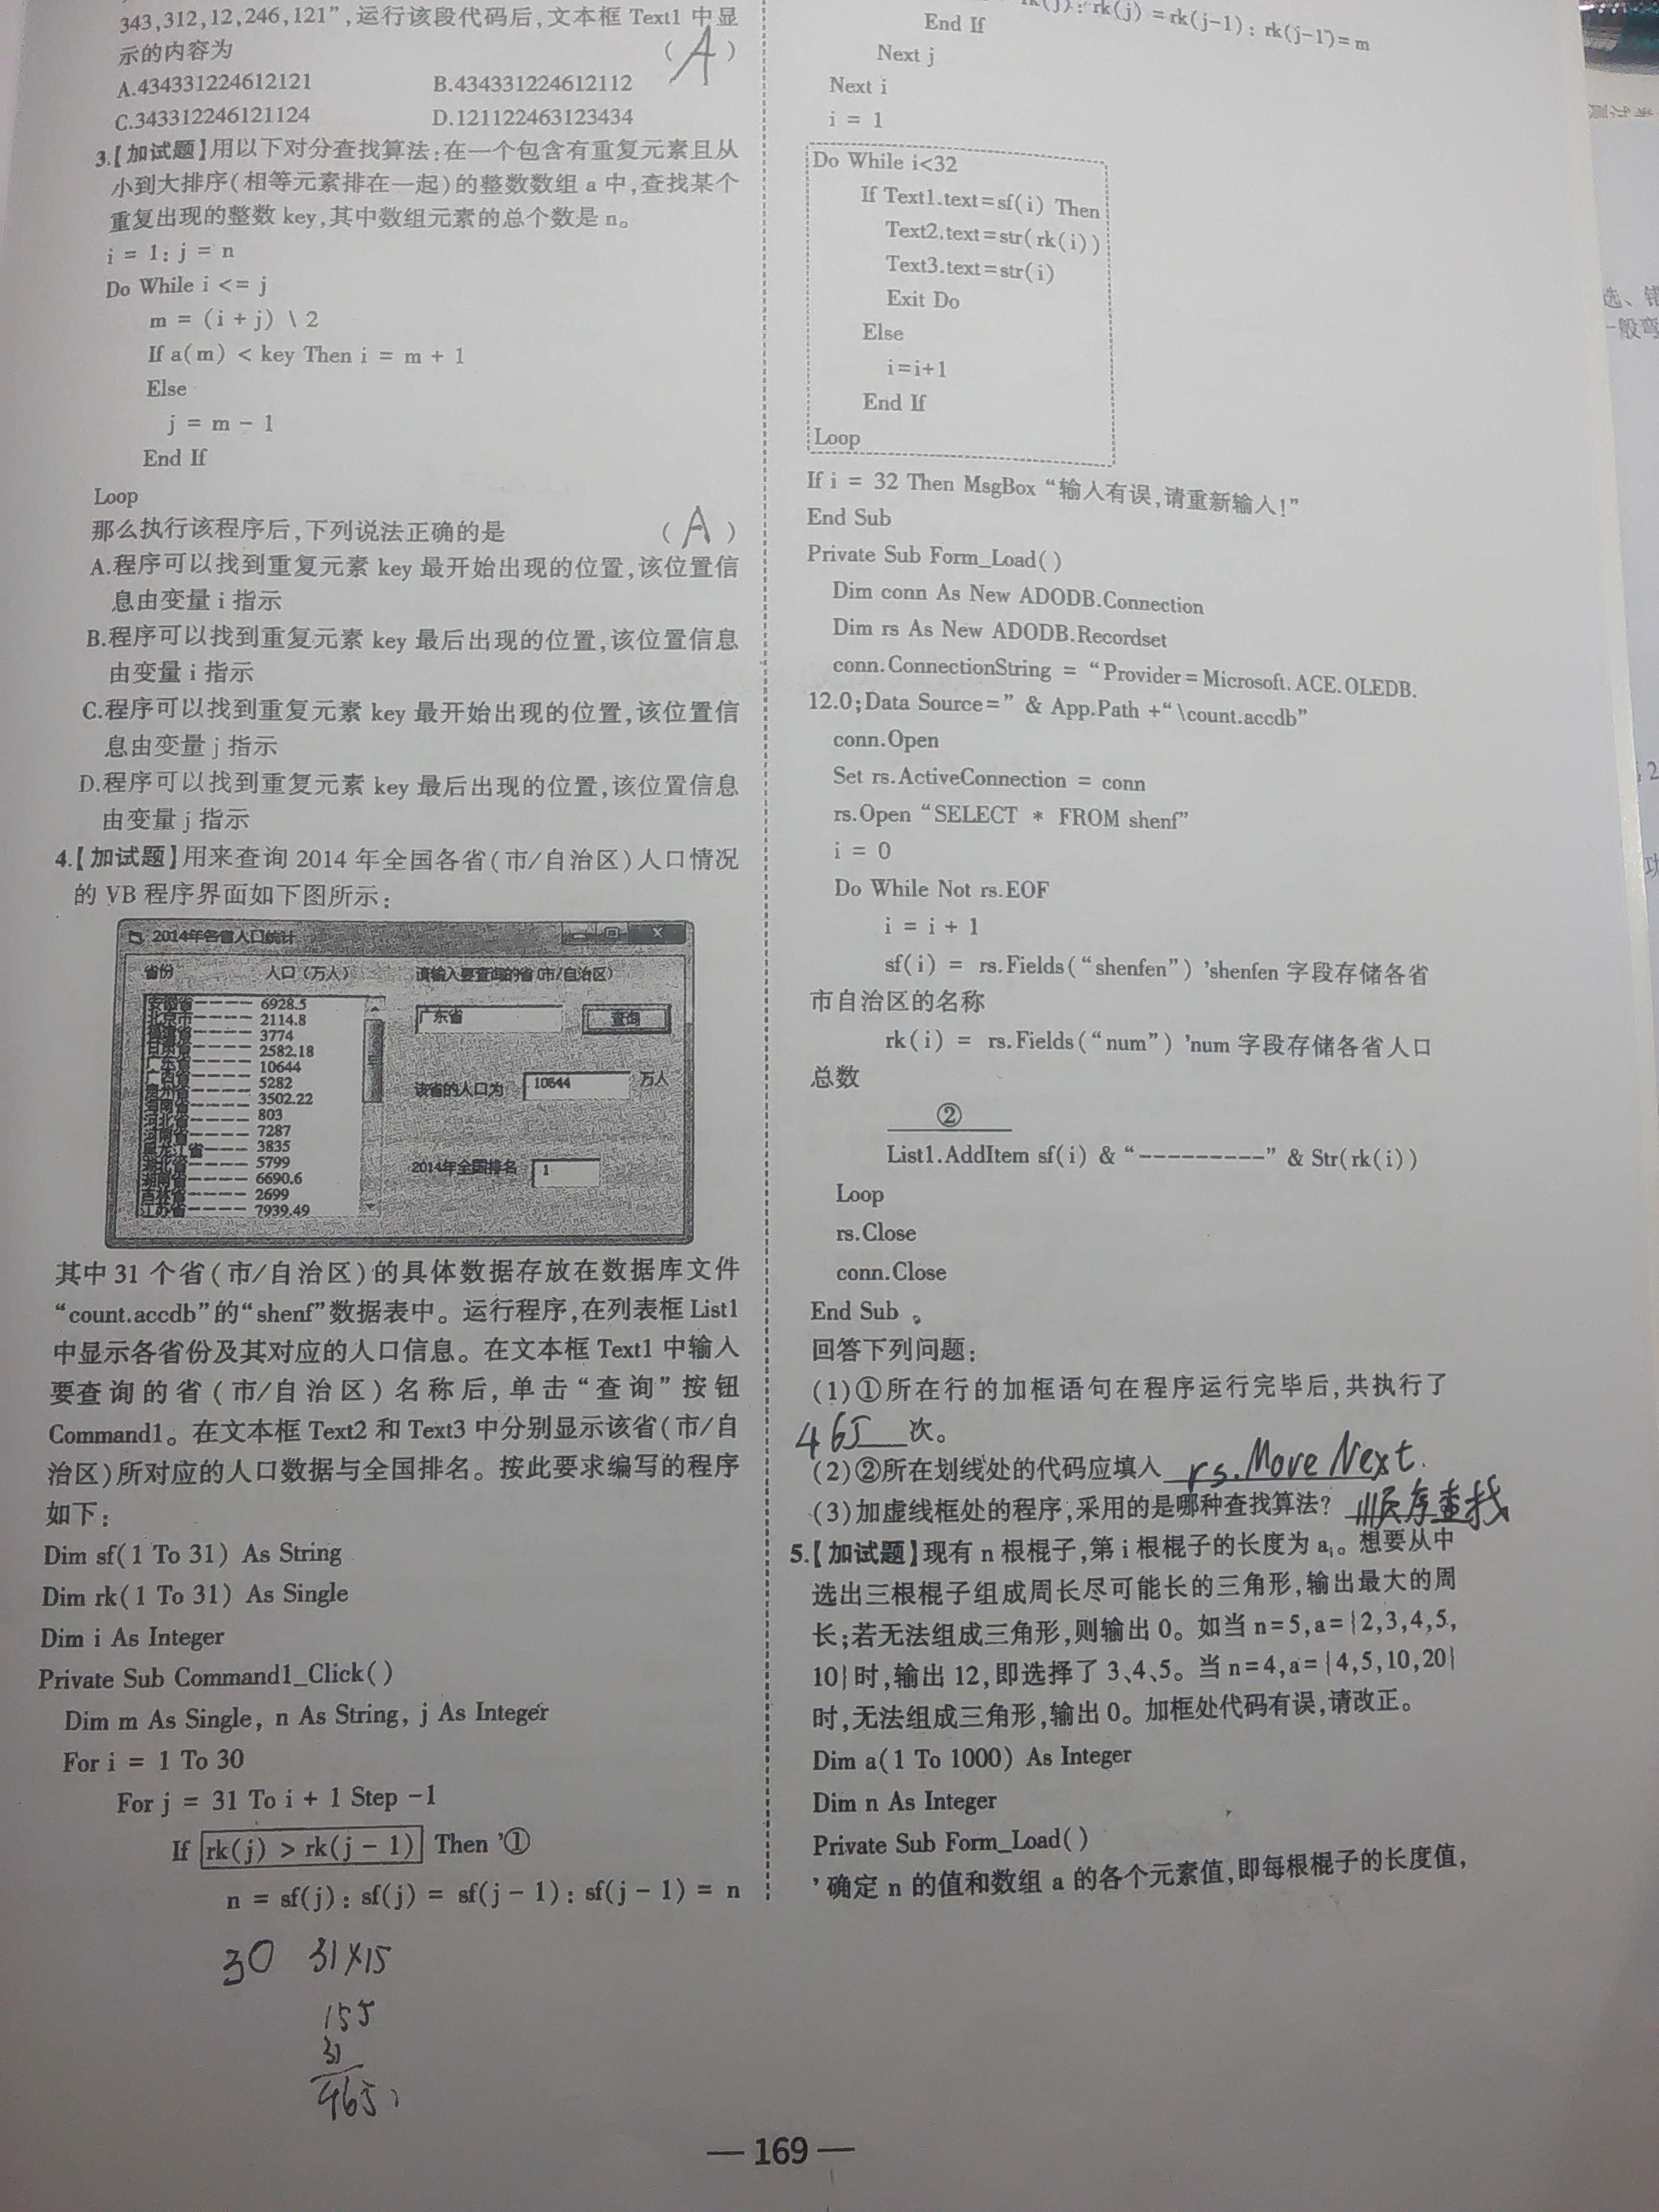 343,312,12,246,121”,运行该段代码后,文本框 Text1 中显
示的内容为 ( A )
A.434331224612121 B.434331224612112
C.343312246121124 D.121122463123434
3.【加试题】用以下对分查找算法:在一个包含有重复元素且从
小到大排序(相等元素排在一起)的整数数组 a 中,查找某个
重复出现的整数 key,其中数组元素的总个数是 n。
i = 1: j = n
Do While i <= j
m = (i + j) \ 2
If a(m) < key Then i = m + 1
Else
j = m - 1
End If
Loop
那么执行该程序后,下列说法正确的是 ( A )
A.程序可以找到重复元素 key 最开始出现的位置,该位置信
息由变量 i 指示
B.程序可以找到重复元素 key 最后出现的位置,该位置信息
由变量 i 指示
C.程序可以找到重复元素 key 最开始出现的位置,该位置信
息由变量 j 指示
D.程序可以找到重复元素 key 最后出现的位置,该位置信息
由变量 j 指示
4.【加试题】用来查询 2014 年全国各省(市/自治区)人口情况
的 VB 程序界面如下图所示:
2014年各省人口统计
省份 人口(万人) 请输入要查询的省(市/自治区)
安徽省---- 6928.5
北京市---- 2114.8
福建省---- 3774
甘肃省---- 2582.18
广东省---- 10644
广西省---- 5282
贵州省---- 3502.22
海南省---- 803
河北省---- 7287
河南省----
黑龙江省---- 3835
湖北省---- 5799
湖南省---- 6690.6
吉林省---- 2699
江苏省---- 7939.49
广东省 查询
该省的人口为 10644 万人
2014年全国排名 1
其中 31 个省(市/自治区)的具体数据存放在数据库文件
“count.accdb”的“shenf”数据表中。运行程序,在列表框 List1
中显示各省份及其对应的人口信息。在文本框 Text1 中输入
要查询的省(市/自治区)名称后,单击“查询”按钮
Command1。在文本框 Text2 和 Text3 中分别显示该省(市/自
治区)所对应的人口数据与全国排名。按此要求编写的程序
如下:
Dim sf(1 To 31) As String
Dim rk(1 To 31) As Single
Dim i As Integer
Private Sub Command1_Click()
Dim m As Single, n As String, j As Integer
For i = 1 To 30
For j = 31 To i + 1 Step -1
If rk(j) > rk(j - 1) Then '①
n = sf(j): sf(j) = sf(j - 1): sf(j - 1) = n
30 31×15
155
31
465
rk(j): rk(j) = rk(j-1): rk(j-1) = m
End If
Next j
Next i
i = 1
Do While i<32
If Text1.text=sf(i) Then
Text2.text=str(rk(i))
Text3.text=str(i)
Exit Do
Else
i=i+1
End If
Loop
If i = 32 Then MsgBox “输入有误,请重新输入!”
End Sub
Private Sub Form_Load()
Dim conn As New ADODB.Connection
Dim rs As New ADODB.Recordset
conn.ConnectionString = “Provider=Microsoft.ACE.OLEDB.
12.0;Data Source=” & App.Path +“\count.accdb”
conn.Open
Set rs.ActiveConnection = conn
rs.Open “SELECT * FROM shenf”
i = 0
Do While Not rs.EOF
i = i + 1
sf(i) = rs.Fields(“shenfen”) 'shenfen 字段存储各省
市自治区的名称
rk(i) = rs.Fields(“num”) 'num 字段存储各省人口
总数
②
List1.AddItem sf(i) & “---------” & Str(rk(i))
Loop
rs.Close
conn.Close
End Sub
回答下列问题:
(1)①所在行的加框语句在程序运行完毕后,共执行了
465 次。
(2)②所在划线处的代码应填入 rs.MoveNext.
(3)加虚线框处的程序,采用的是哪种查找算法? 顺序查找
5.【加试题】现有 n 根棍子,第 i 根棍子的长度为 ai。想要从中
选出三根棍子组成周长尽可能长的三角形,输出最大的周
长;若无法组成三角形,则输出 0。如当 n=5,a={2,3,4,5,
10}时,输出 12,即选择了 3、4、5。当 n=4,a={4,5,10,20}
时,无法组成三角形,输出 0。加框处代码有误,请改正。
Dim a(1 To 1000) As Integer
Dim n As Integer
Private Sub Form_Load()
'确定 n 的值和数组 a 的各个元素值,即每根棍子的长度值,
— 169 —